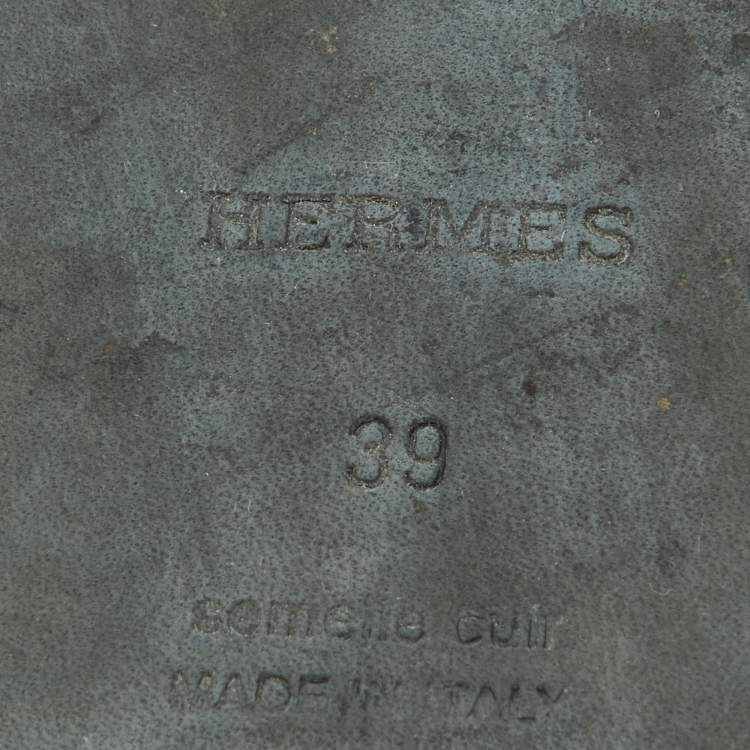 HERMES
39
semelle cuir
MADE IN ITALY